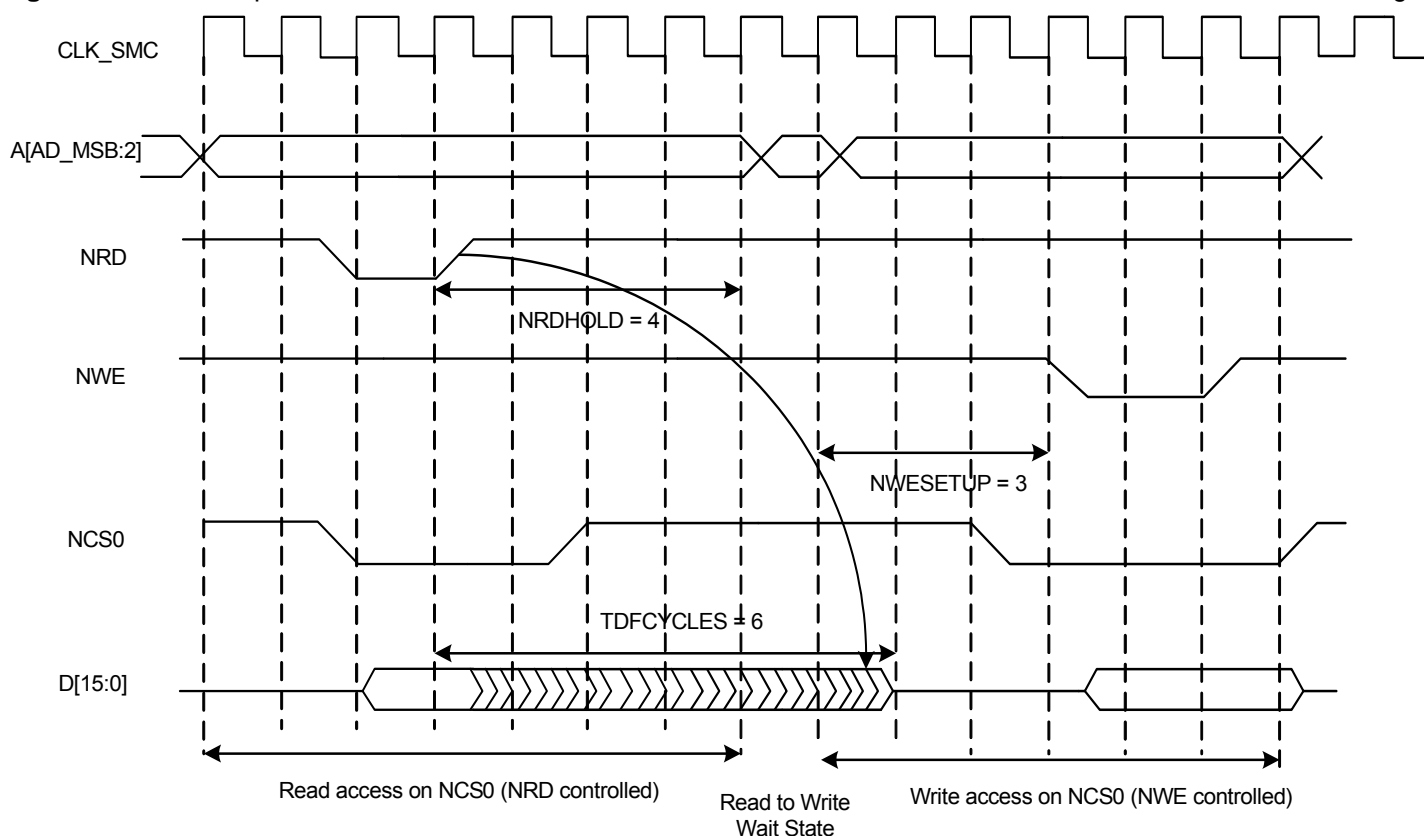 CLK_SMC
A[AD_MSB:2]
NRD
NRDHOLD = 4
NWE
NWESETUP = 3
NCS0
TDFCYCLES = 6
D[15:0]
Read access on NCS0 (NRD controlled)
Read to Write
Wait State
Write access on NCS0 (NWE controlled)